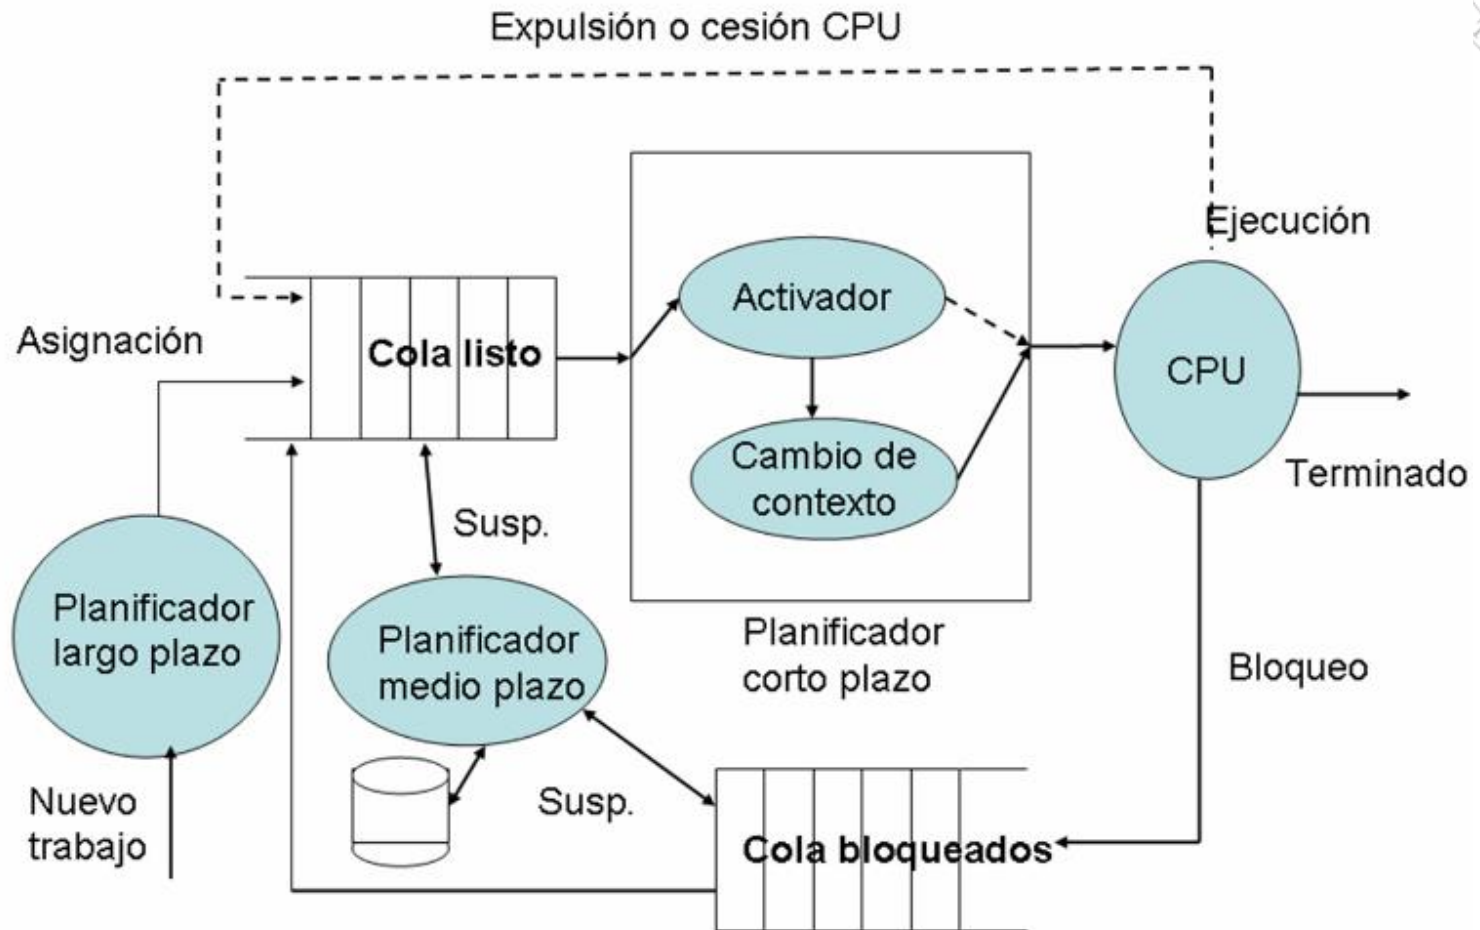 Expulsión o cesión CPU
Ejecución
Activador
Asignación
Cola listo
CPU
Cambio de
contexto
Terminado
Susp.
Planificador
largo plazo
Planificador
medio plazo
Planificador
corto plazo
Bloqueo
Nuevo
trabajo
Susp.
Cola bloqueados